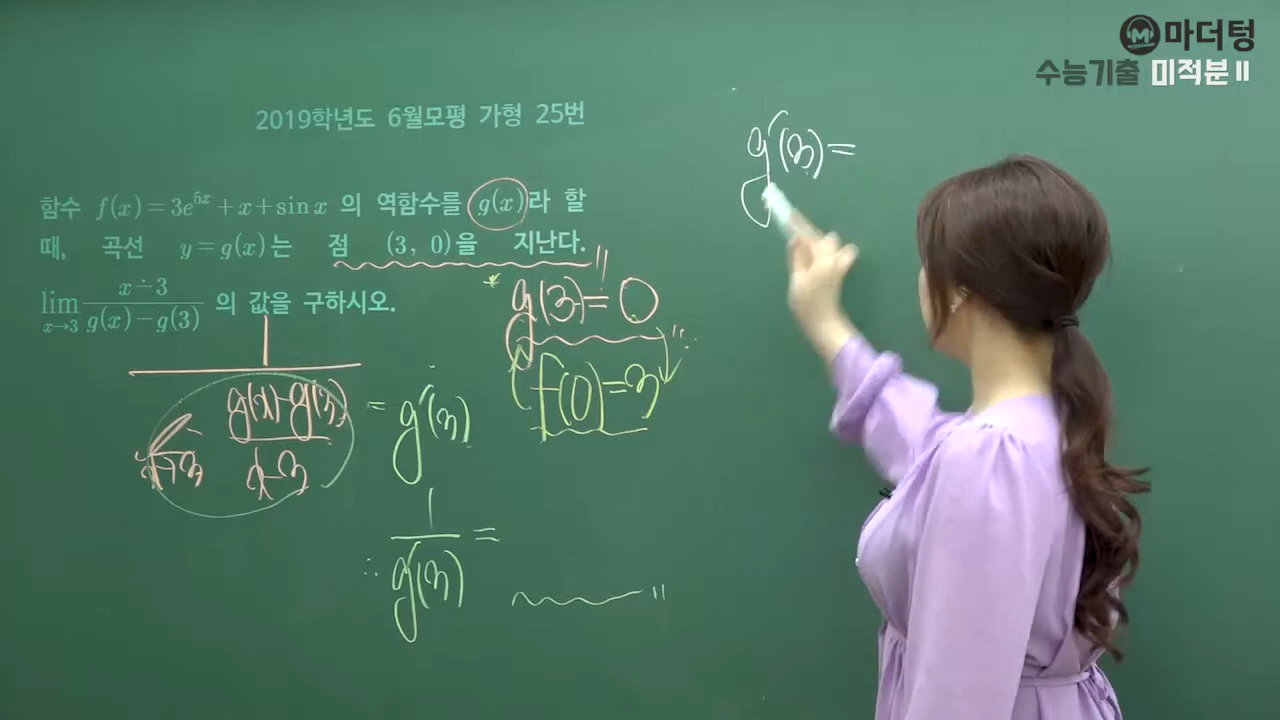 마더텅
수능기출 미적분 II
2019학년도 6월모평 가형 25번
함수 f(x)=3e^{5x}+x+sin x 의 역함수를 g(x)라 할
때, 곡선 y=g(x)는 점 (3, 0)을 지난다.
lim_{x→3} \frac{x-3}{g(x)-g(3)} 의 값을 구하시오.
g(3)=0
f(0)=3
1
g(x)-g(3)
x→3
x-3
=g'(3)
∴ \frac{1}{g'(3)} =
g'(3)=